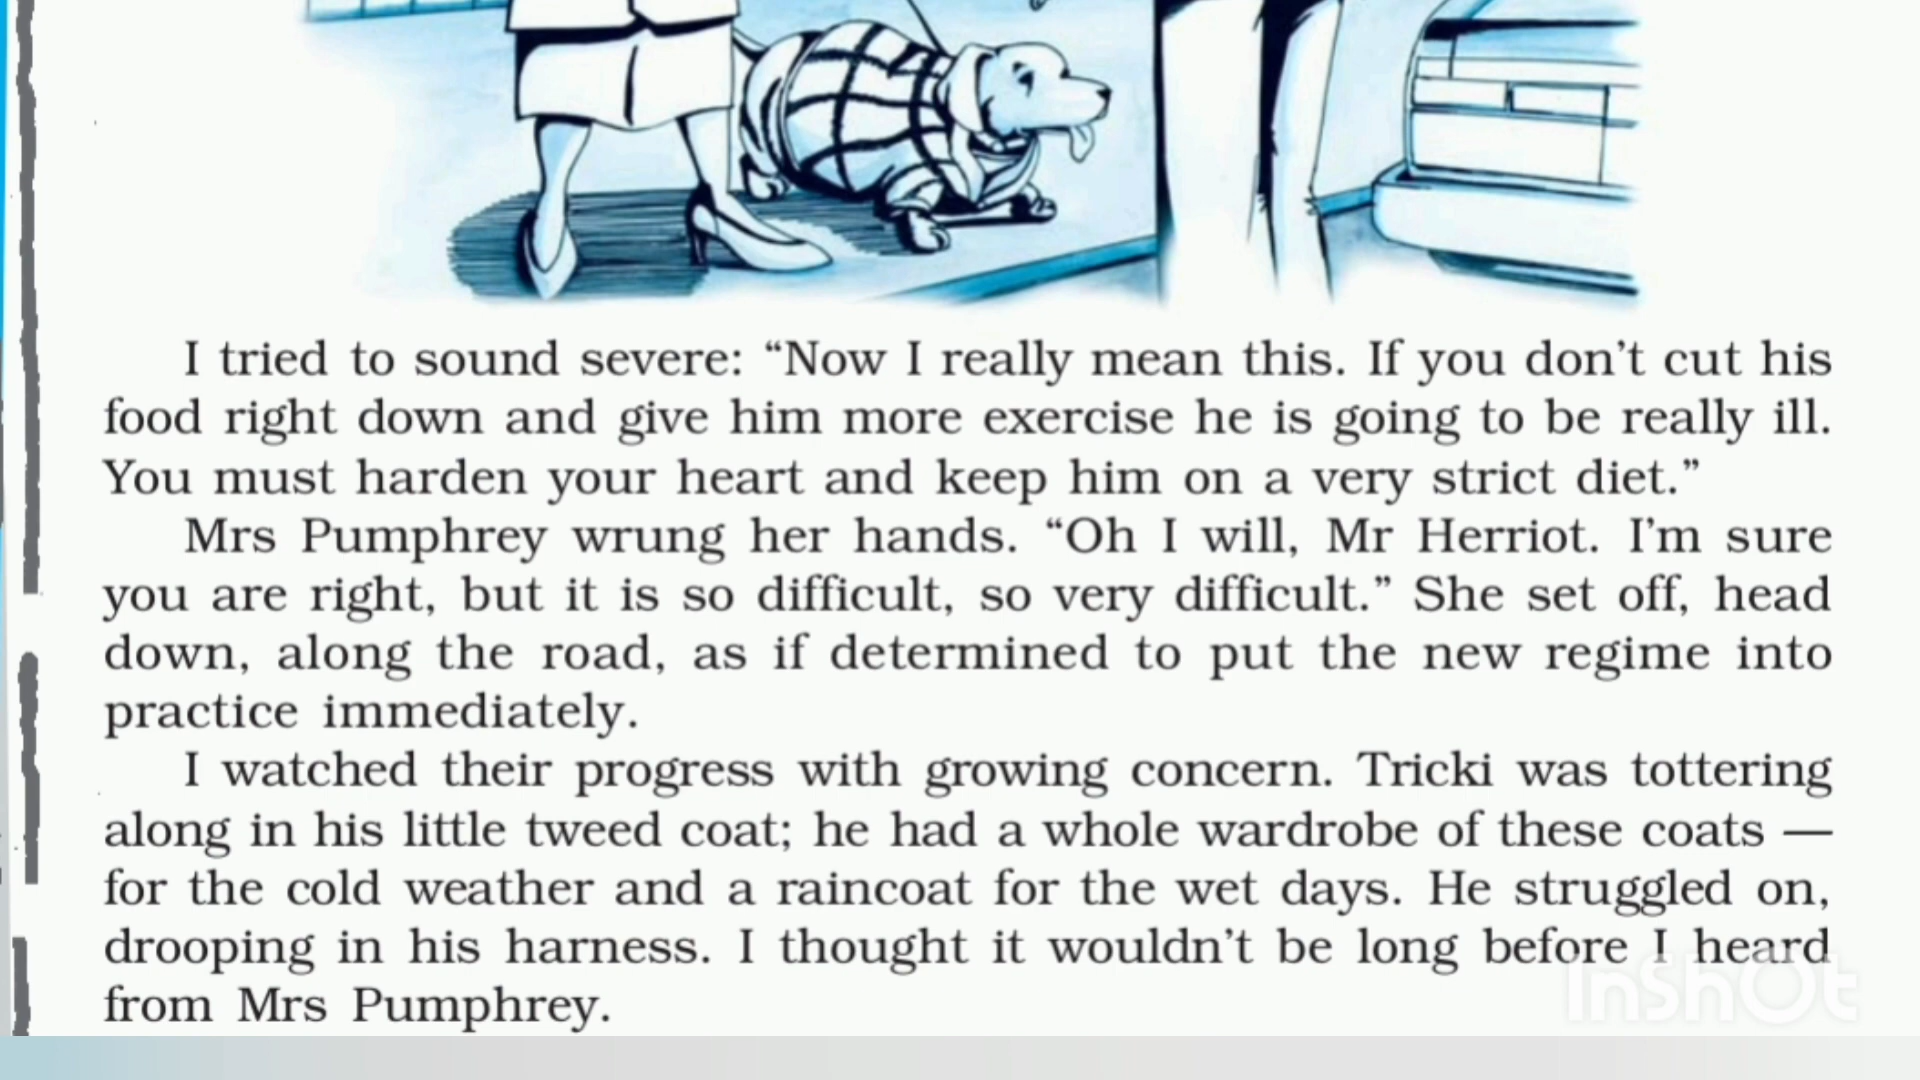 I tried to sound severe: “Now I really mean this. If you don’t cut his
food right down and give him more exercise he is going to be really ill.
You must harden your heart and keep him on a very strict diet.”
Mrs Pumphrey wrung her hands. “Oh I will, Mr Herriot. I’m sure
you are right, but it is so difficult, so very difficult.” She set off, head
down, along the road, as if determined to put the new regime into
practice immediately.
I watched their progress with growing concern. Tricki was tottering
along in his little tweed coat; he had a whole wardrobe of these coats —
for the cold weather and a raincoat for the wet days. He struggled on,
drooping in his harness. I thought it wouldn’t be long before I heard
from Mrs Pumphrey.
InShOt